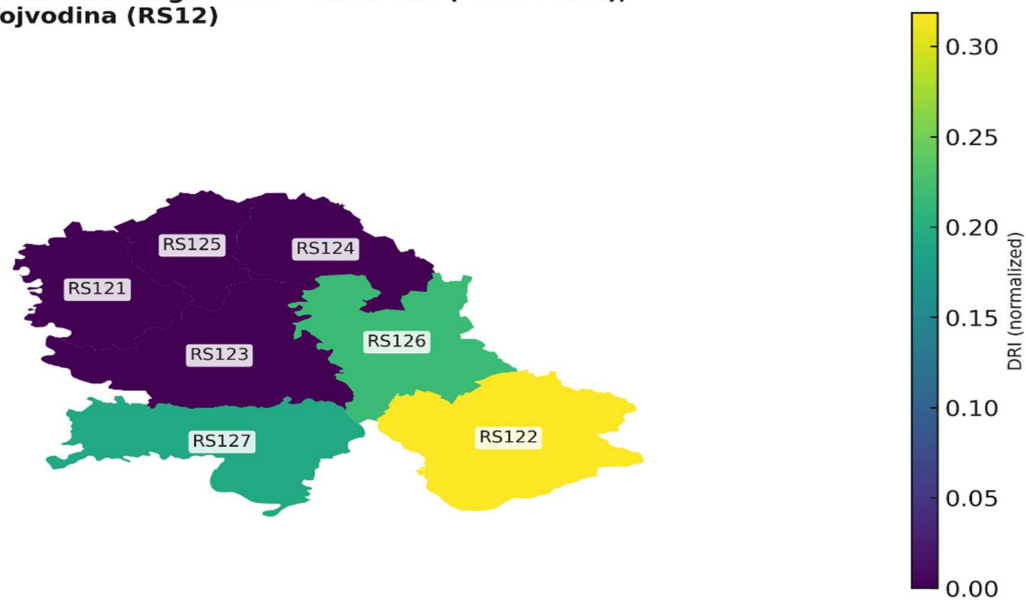 ojvodina (RS12)
0.30
0.25
RS125
RS124
0.20
RS121
DRI (normalized)
RS126
RS123
0.15
0.10
RS127
RS122
0.05
0.00